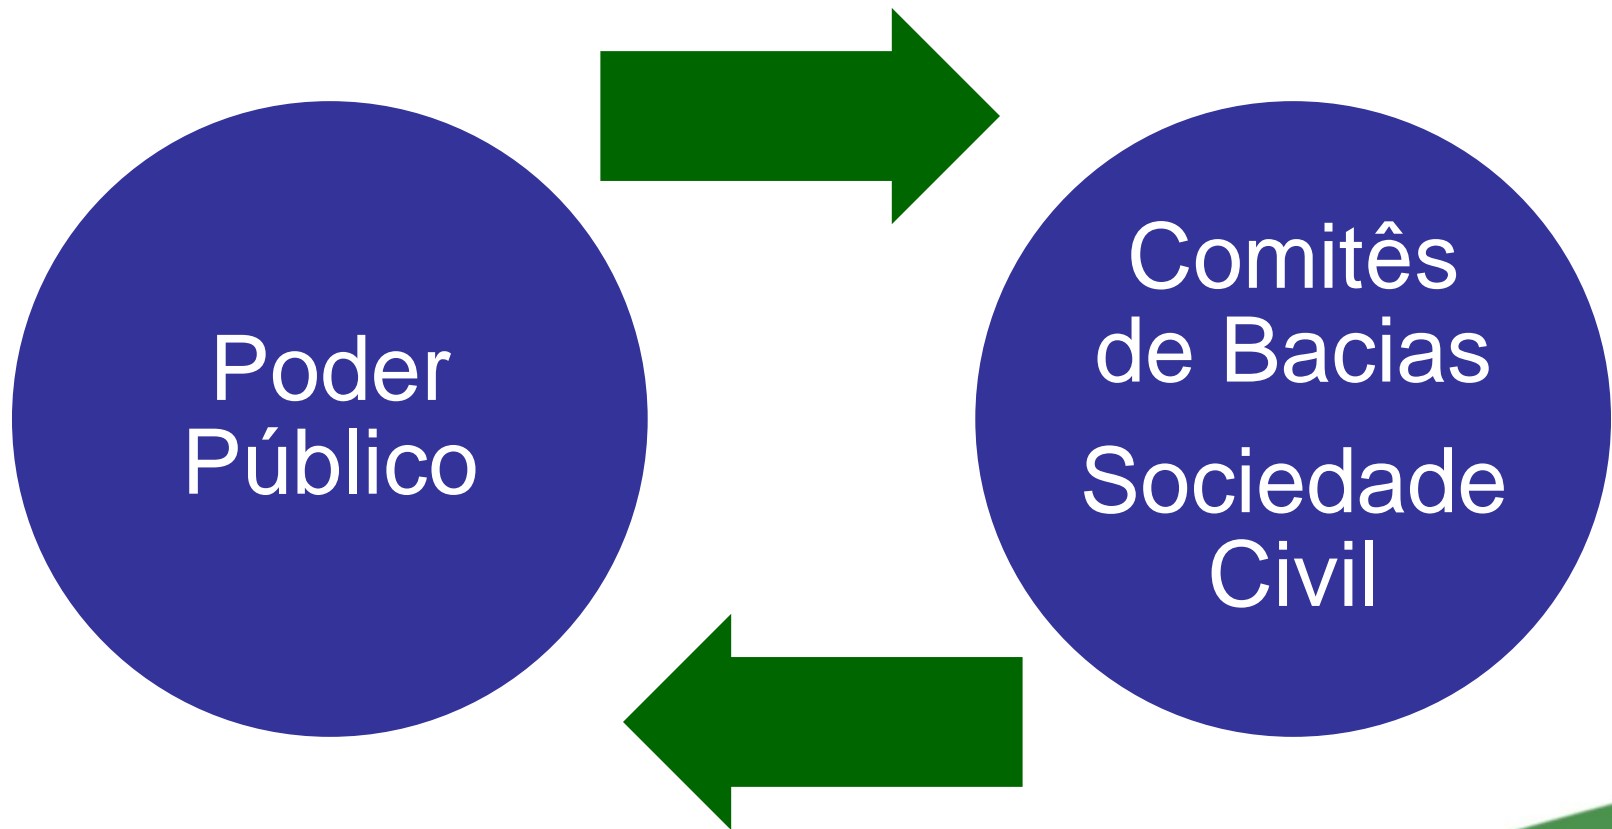 Poder
Público
Comitês
de Bacias
Sociedade
Civil